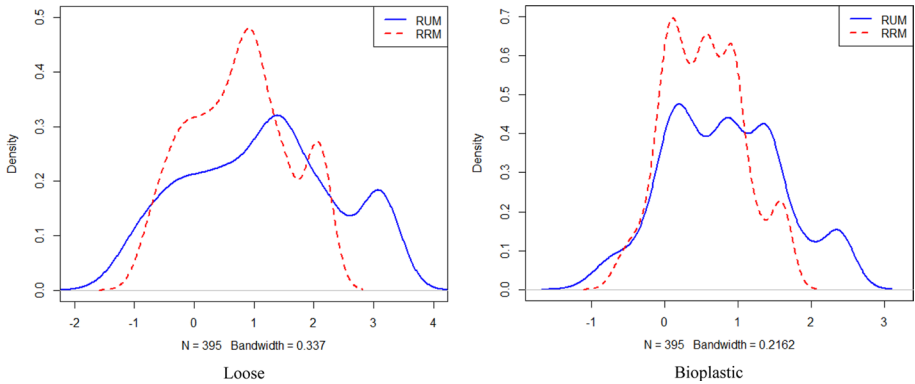 RUM
RRM
Density
0.0 0.1 0.2 0.3 0.4 0.5
-2 -1 0 1 2 3 4
N = 395 Bandwidth = 0.337
Loose
RUM
RRM
Density
0.0 0.1 0.2 0.3 0.4 0.5 0.6 0.7
-1 0 1 2 3
N = 395 Bandwidth = 0.2162
Bioplastic